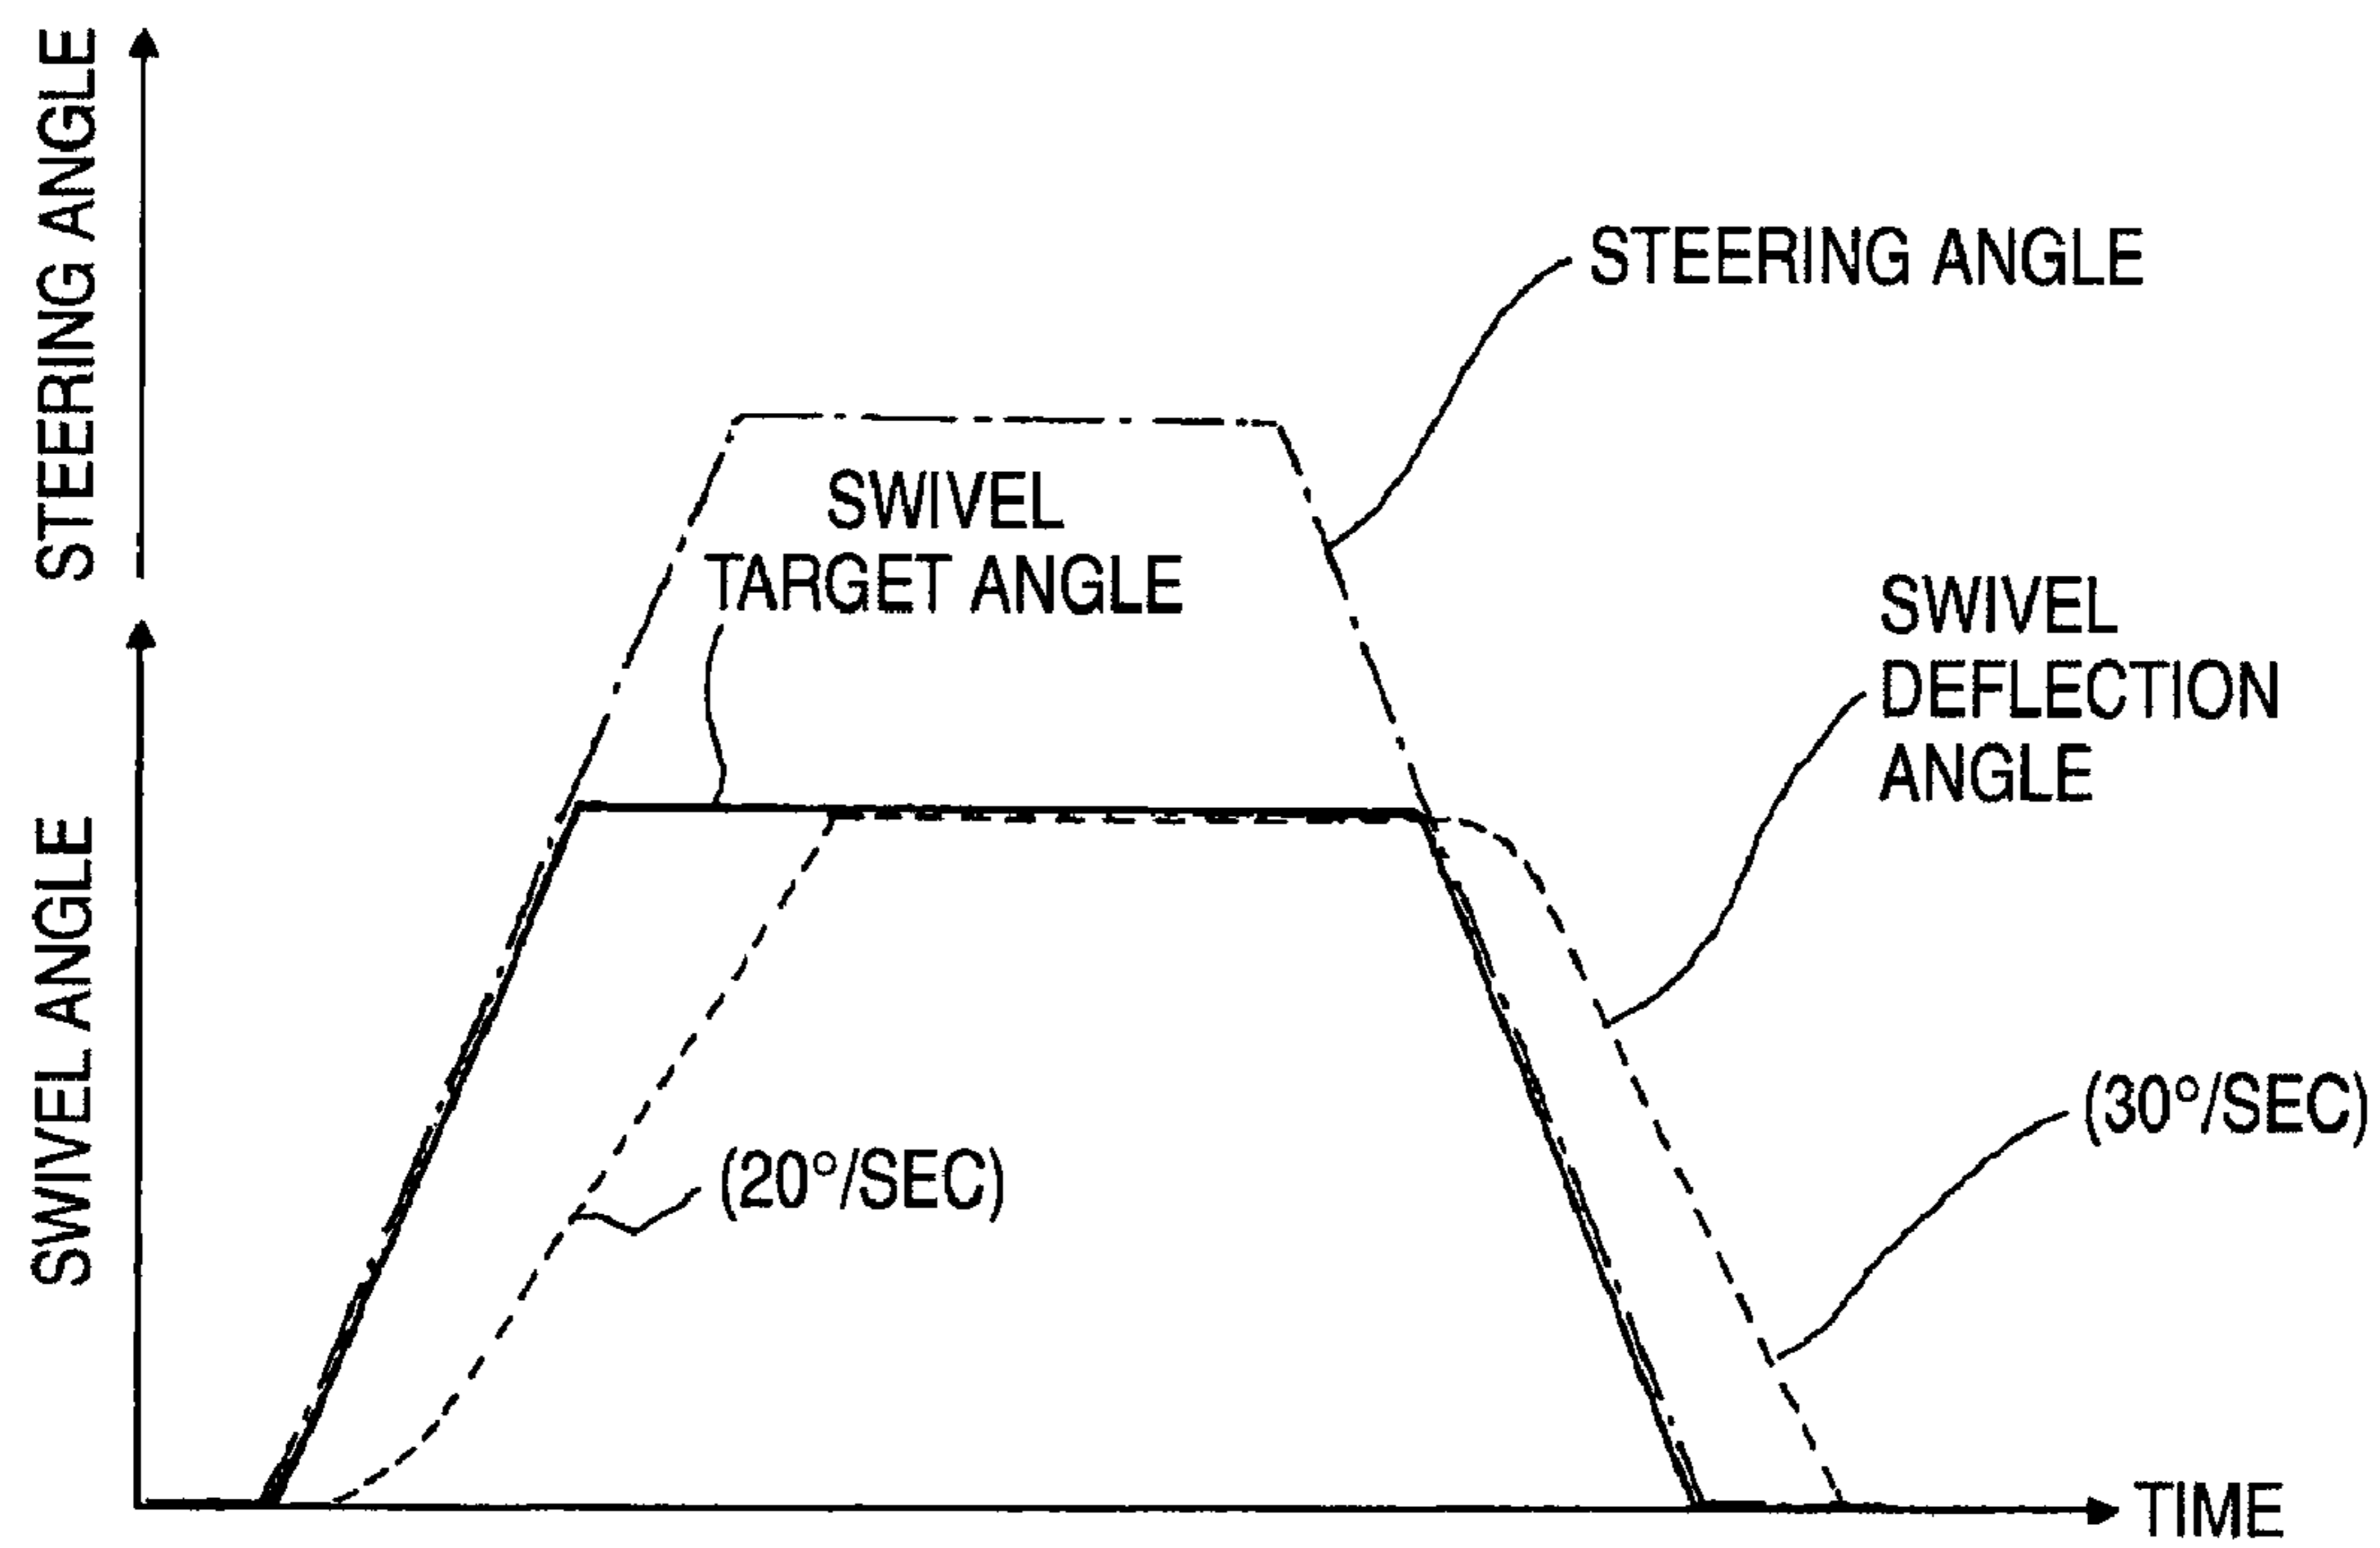 STEERING ANGLE
STEERING ANGLE
SWIVEL
TARGET ANGLE
SWIVEL
DEFLECTION
ANGLE
SWIVEL ANGLE
(30°/SEC)
(20°/SEC)
TIME